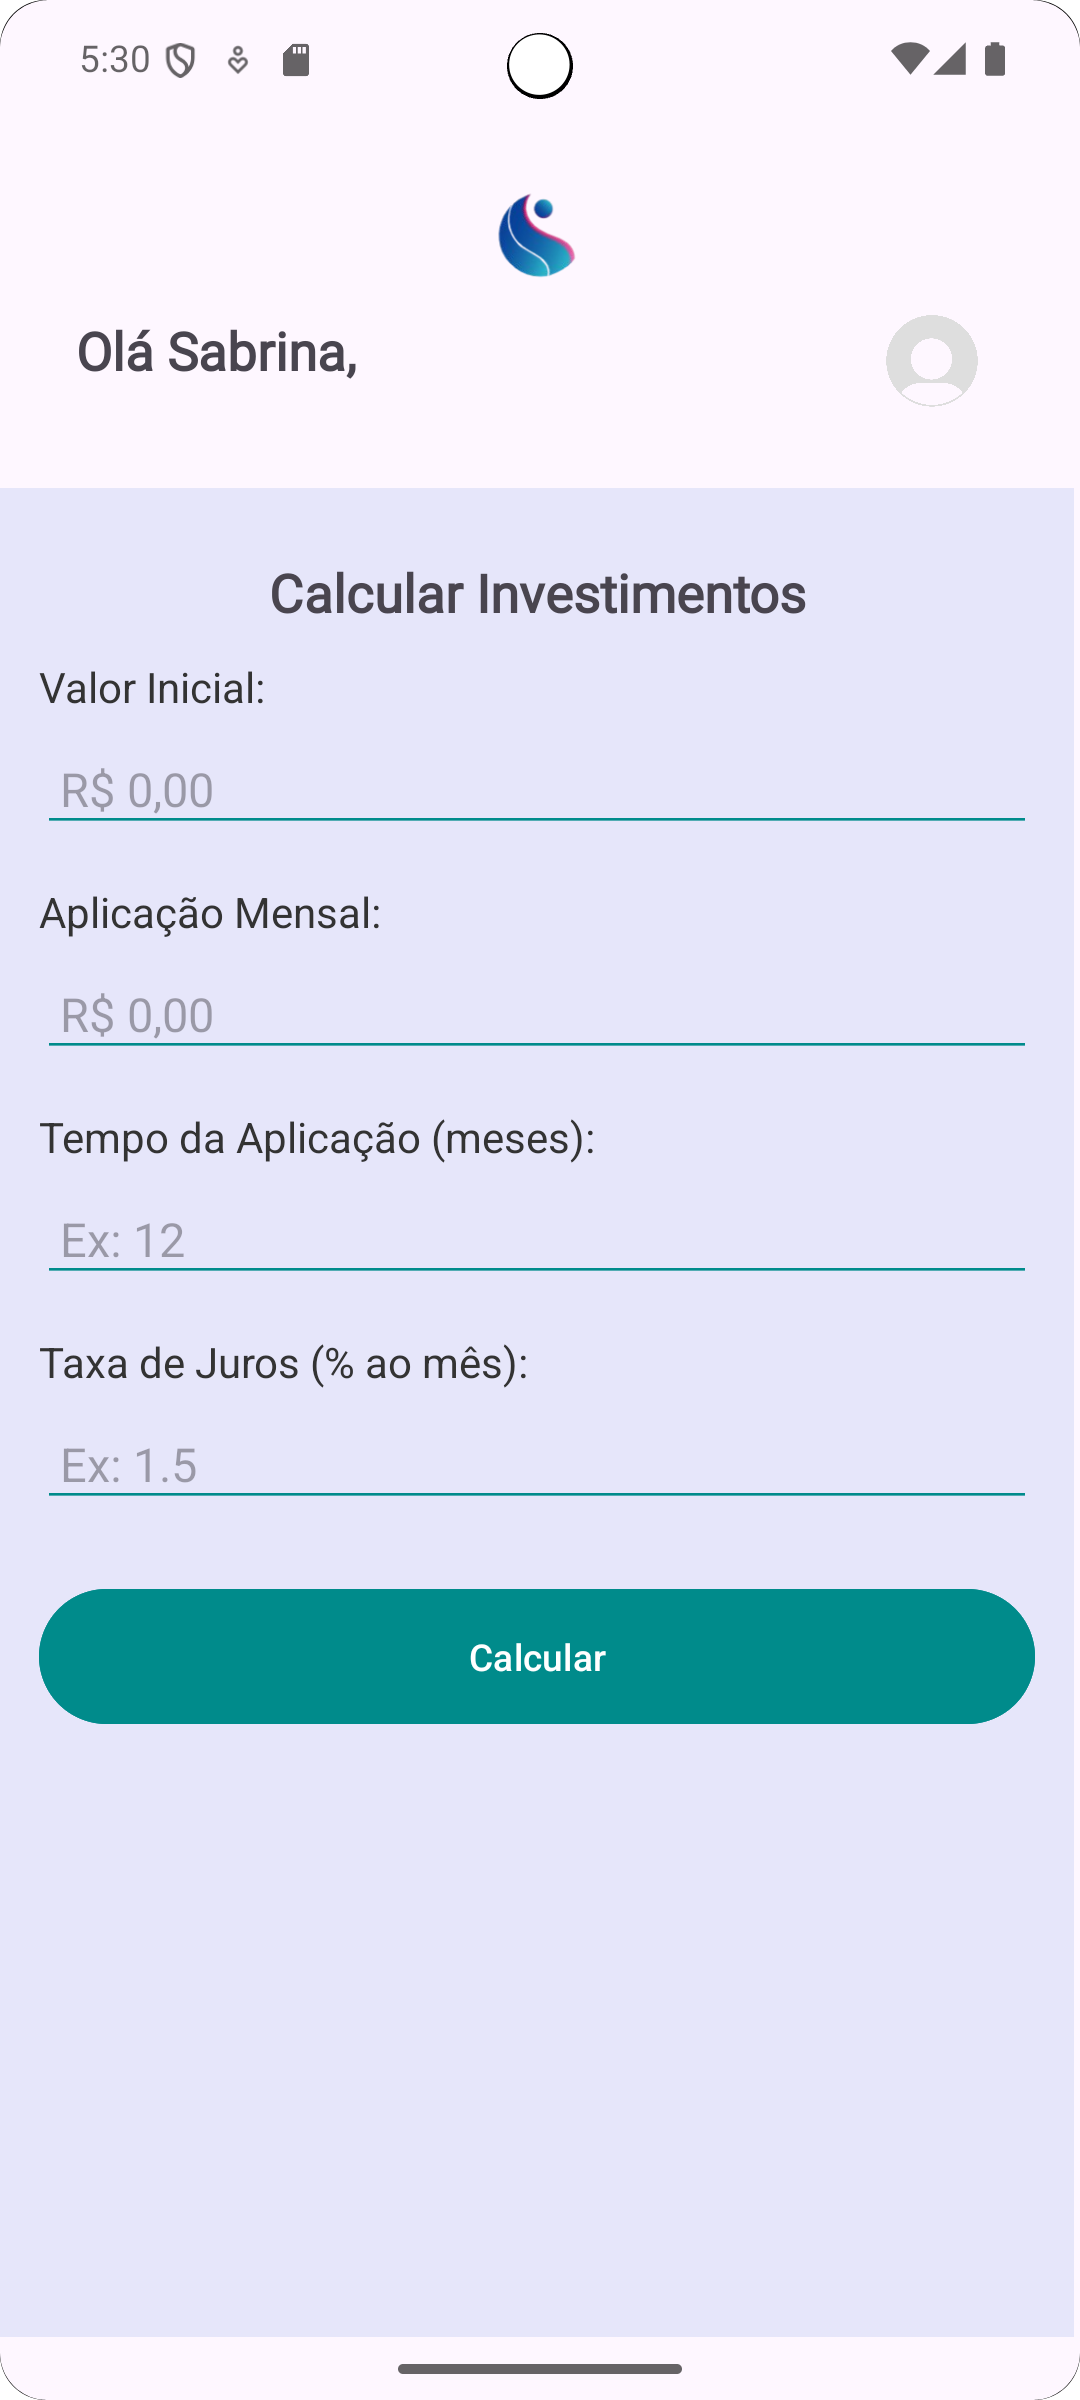 5:30
Olá Sabrina,
Calcular Investimentos
Valor Inicial:
R$ 0,00
Aplicação Mensal:
R$ 0,00
Tempo da Aplicação (meses):
Ex: 12
Taxa de Juros (% ao mês):
Ex: 1.5
Calcular